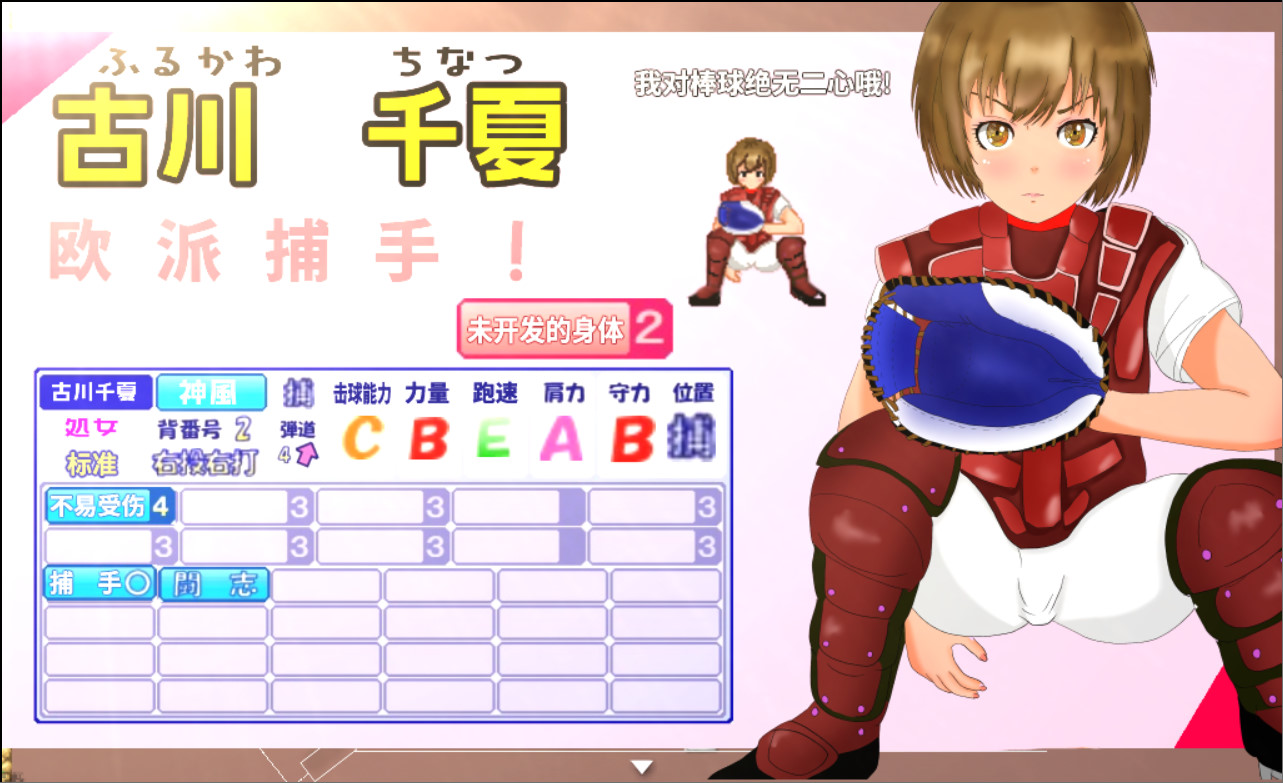 ふるかわ ちなつ
古川 千夏
我对棒球绝无二心哦!
欧派捕手！
未开发的身体 2
古川千夏 神風 捕 击球能力 力量 跑速 肩力 守力 位置
処女 背番号 2 弾道 4 C B E A B 捕
标准 右投右打
不易受伤 4 3 3 3
3 3 3 3
捕手○ 闘志